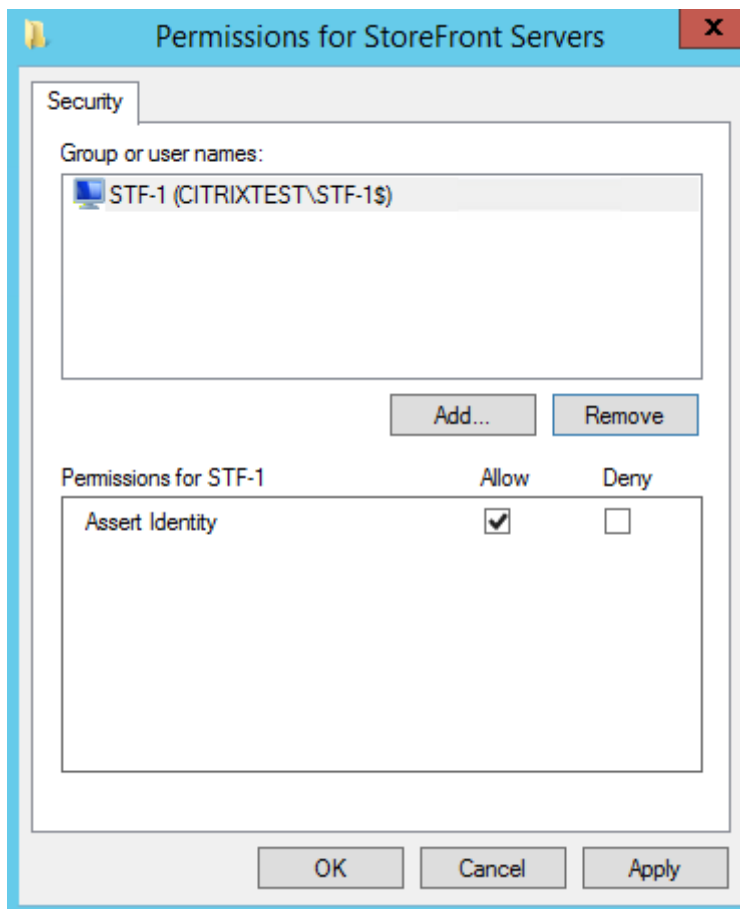 Permissions for StoreFront Servers
x
Security
Group or user names:
STF-1 (CITRIXTEST\STF-1$)
Add... Remove
Permissions for STF-1 Allow Deny
Assert Identity
OK Cancel Apply